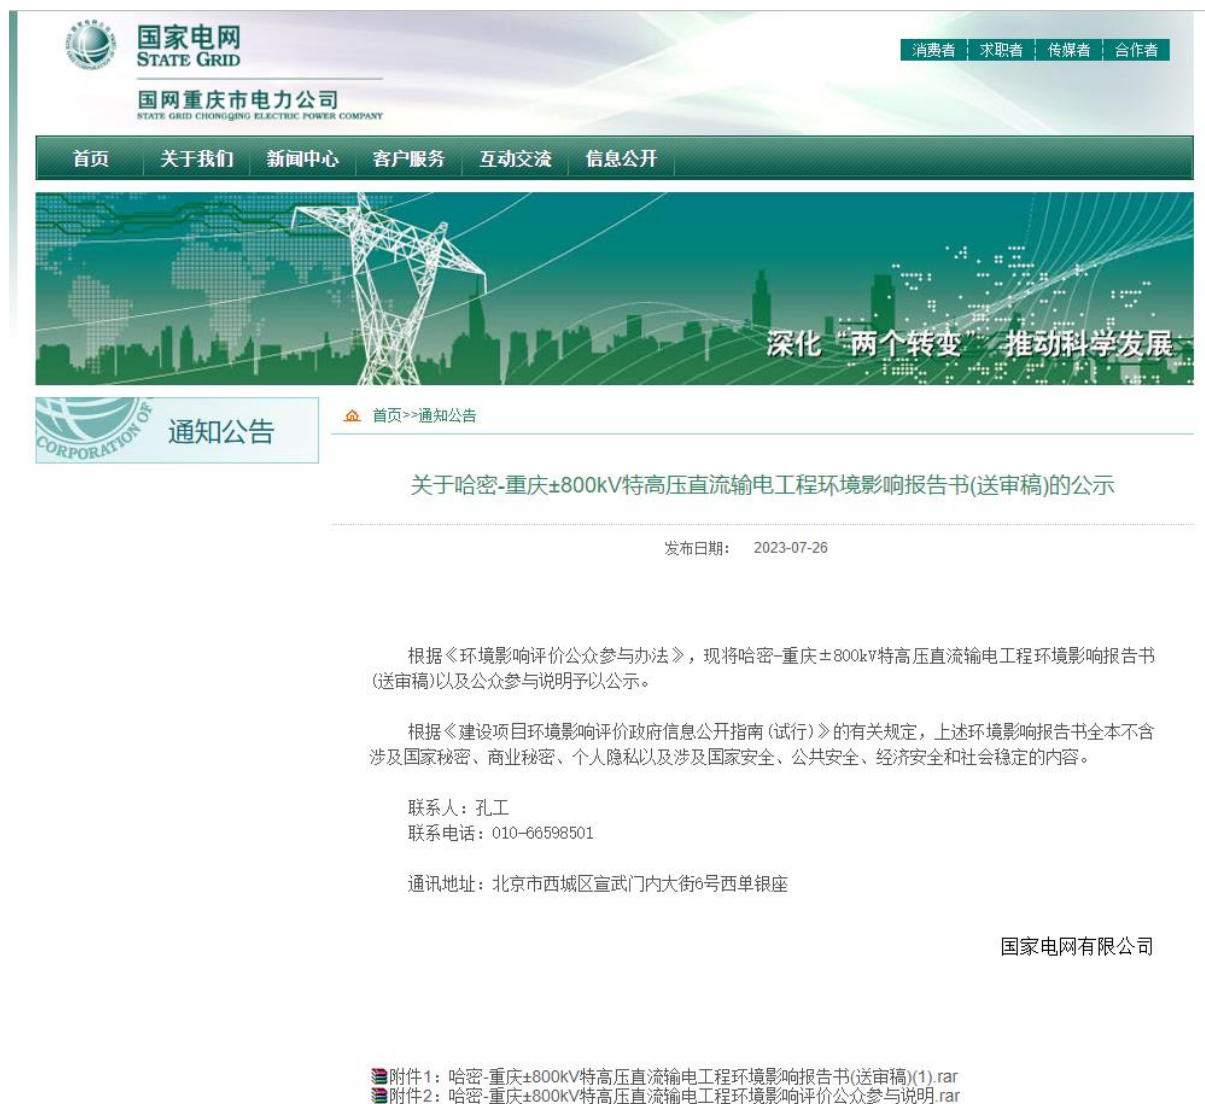 国家电网
STATE GRID
国网重庆市电力公司
STATE GRID CHONGQING ELECTRIC POWER COMPANY
消费者 求职者 传媒者 合作者
首页 关于我们 新闻中心 客户服务 互动交流 信息公开
深化“两个转变” 推动科学发展
CORPORATION OF
通知公告
首页>>通知公告
关于哈密-重庆±800kV特高压直流输电工程环境影响报告书(送审稿)的公示
发布日期： 2023-07-26
根据《环境影响评价公众参与办法》，现将哈密-重庆±800kV特高压直流输电工程环境影响报告书
(送审稿)以及公众参与说明予以公示。
根据《建设项目环境影响评价政府信息公开指南(试行)》的有关规定，上述环境影响报告书全本不含
涉及国家秘密、商业秘密、个人隐私以及涉及国家安全、公共安全、经济安全和社会稳定的内容。
联系人：孔工
联系电话：010-66598501
通讯地址：北京市西城区宣武门内大街6号西单银座
国家电网有限公司
附件1：哈密-重庆±800kV特高压直流输电工程环境影响报告书(送审稿)(1).rar
附件2：哈密-重庆±800kV特高压直流输电工程环境影响评价公众参与说明.rar